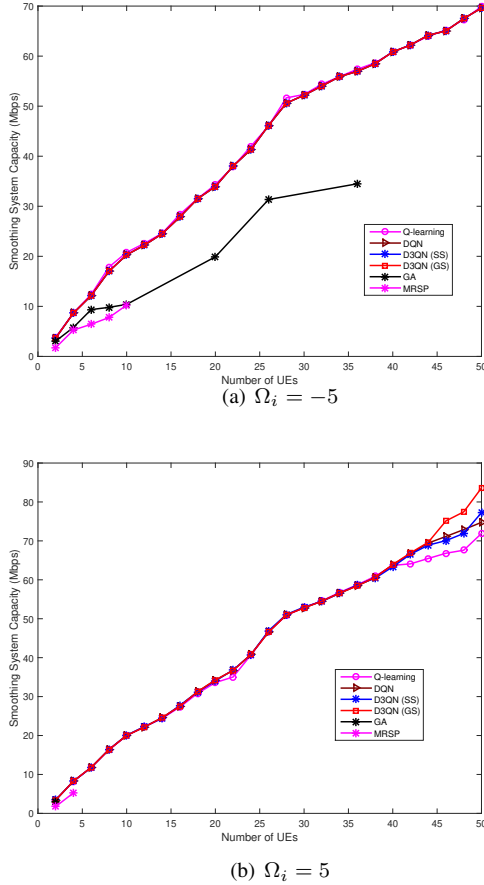 70
60
50
40
30
20
10
0
Smoothing System Capacity (Mbps)
Q-learning
DQN
D3QN (SS)
D3QN (GS)
GA
MRSP
0 5 10 15 20 25 30 35 40 45 50
Number of UEs
(a) Ωᵢ = −5
90
80
70
60
50
40
30
20
10
0
Smoothing System Capacity (Mbps)
Q-learning
DQN
D3QN (SS)
D3QN (GS)
GA
MRSP
0 5 10 15 20 25 30 35 40 45 50
Number of UEs
(b) Ωᵢ = 5